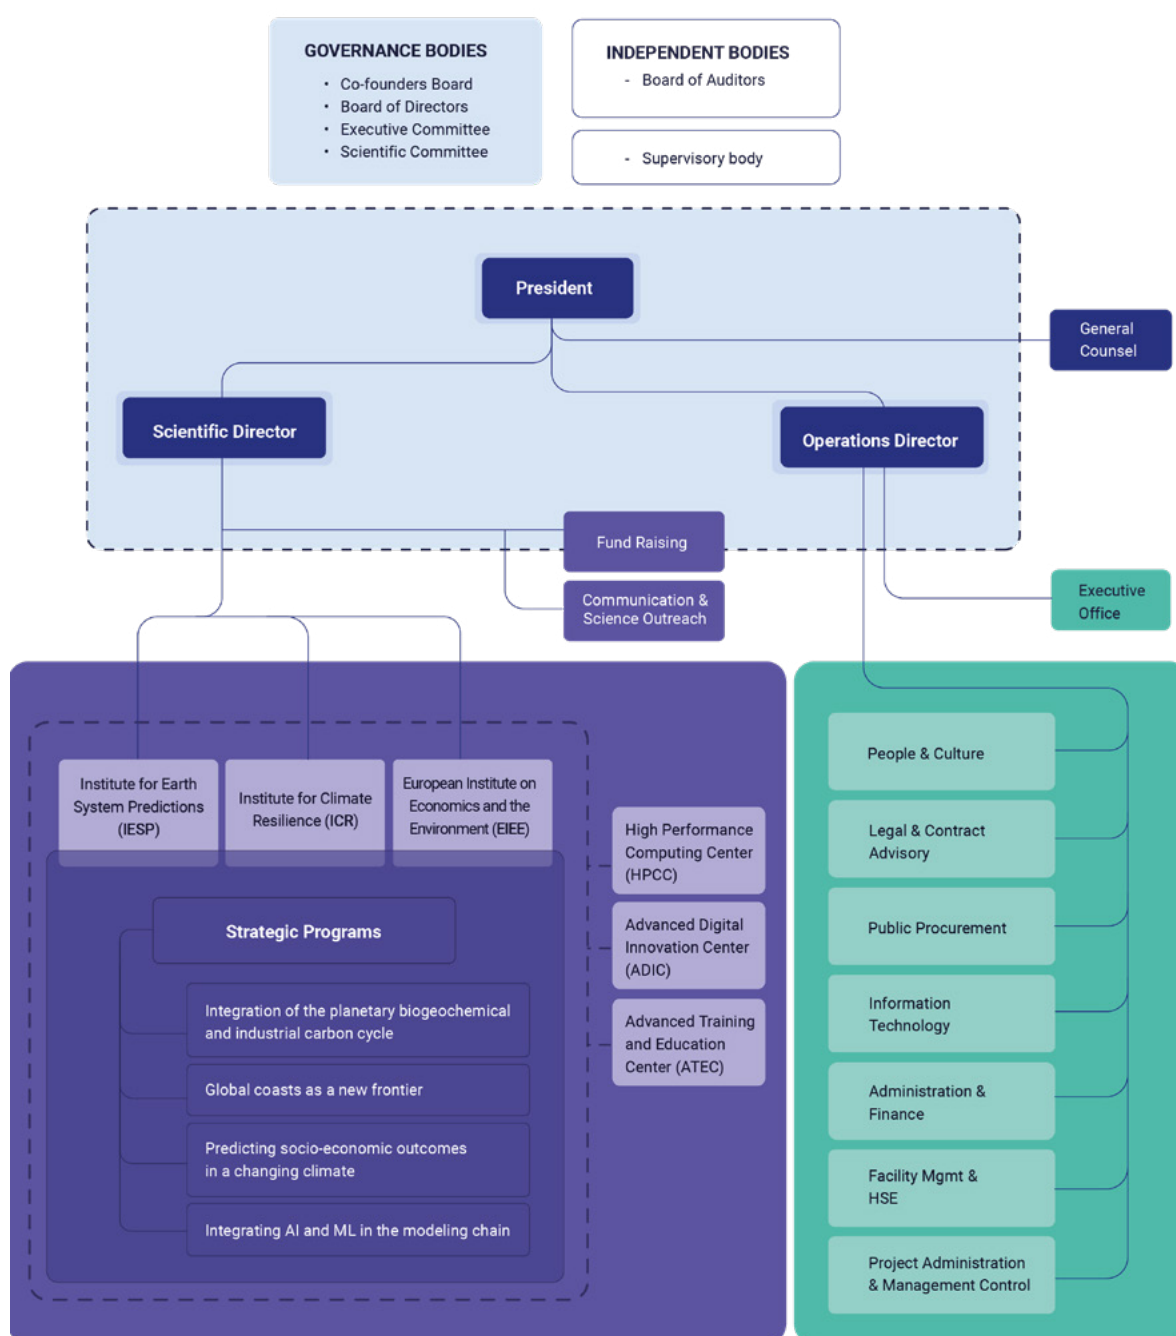 GOVERNANCE BODIES
• Co-founders Board
• Board of Directors
• Executive Committee
• Scientific Committee
INDEPENDENT BODIES
- Board of Auditors
- Supervisory body
President
General
Counsel
Scientific Director
Operations Director
Fund Raising
Communication &
Science Outreach
Executive
Office
Institute for Earth
System Predictions
(IESP)
Institute for Climate
Resilience (ICR)
European Institute on
Economics and the
Environment (EIEE)
High Performance
Computing Center
(HPCC)
Advanced Digital
Innovation Center
(ADIC)
Advanced Training
and Education
Center (ATEC)
Strategic Programs
Integration of the planetary biogeochemical
and industrial carbon cycle
Global coasts as a new frontier
Predicting socio-economic outcomes
in a changing climate
Integrating AI and ML in the modeling chain
People & Culture
Legal & Contract
Advisory
Public Procurement
Information
Technology
Administration &
Finance
Facility Mgmt &
HSE
Project Administration
& Management Control